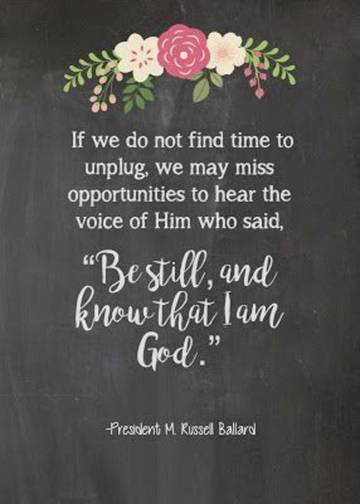 If we do not find time to
unplug, we may miss
opportunities to hear the
voice of Him who said,
“Be still, and
know that I am
God.”
-President M. Russell Ballard